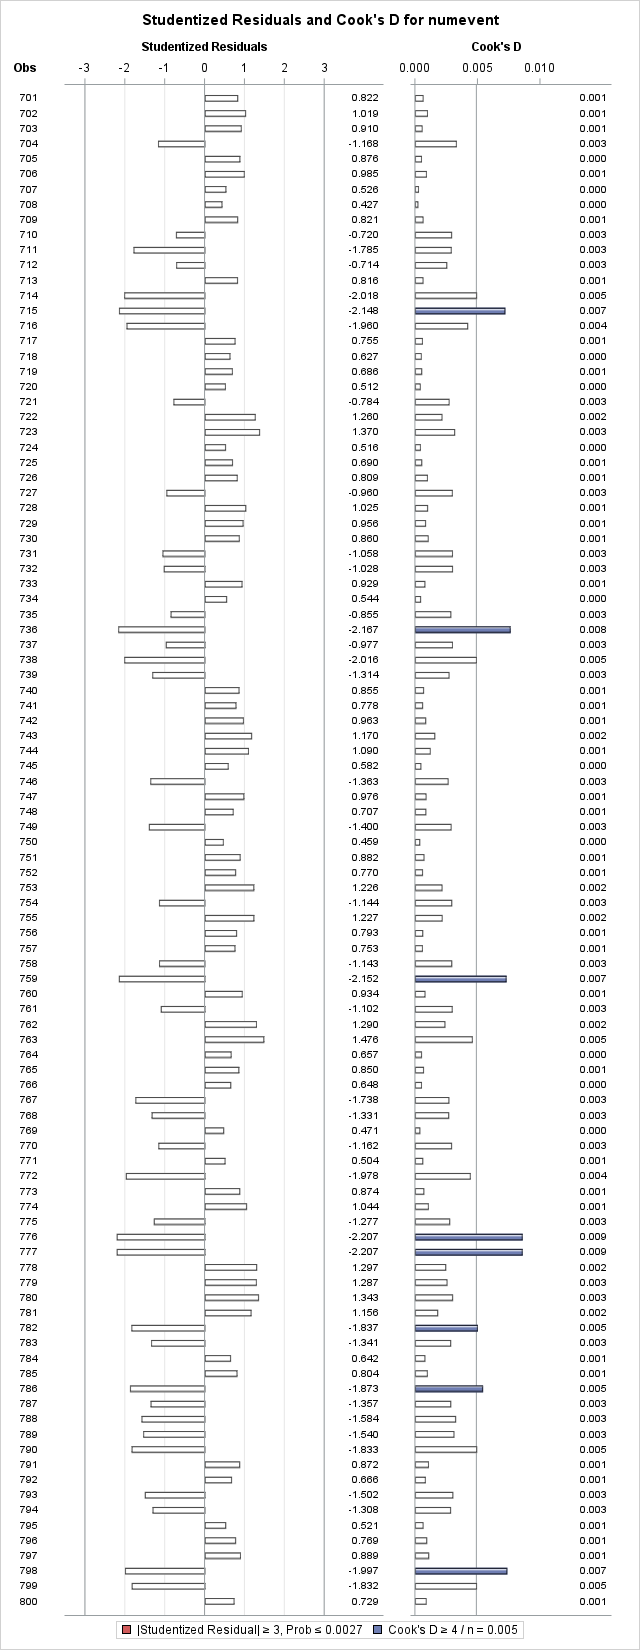 Studentized Residuals and Cook's D for numevent
Studentized Residuals Cook's D
Obs -3 -2 -1 0 1 2 3 0.000 0.005 0.010
701 0.822 0.001
702 1.019 0.001
703 0.910 0.001
704 -1.168 0.003
705 0.876 0.000
706 0.985 0.001
707 0.526 0.000
708 0.427 0.000
709 0.821 0.001
710 -0.720 0.003
711 -1.785 0.003
712 -0.714 0.003
713 0.816 0.001
714 -2.018 0.005
715 -2.148 0.007
716 -1.960 0.004
717 0.755 0.001
718 0.627 0.000
719 0.686 0.001
720 0.512 0.000
721 -0.784 0.003
722 1.260 0.002
723 1.370 0.003
724 0.516 0.000
725 0.690 0.001
726 0.809 0.001
727 -0.960 0.003
728 1.025 0.001
729 0.956 0.001
730 0.860 0.001
731 -1.058 0.003
732 -1.028 0.003
733 0.929 0.001
734 0.544 0.000
735 -0.855 0.003
736 -2.167 0.008
737 -0.977 0.003
738 -2.016 0.005
739 -1.314 0.003
740 0.855 0.001
741 0.778 0.001
742 0.963 0.001
743 1.170 0.002
744 1.090 0.001
745 0.582 0.000
746 -1.363 0.003
747 0.976 0.001
748 0.707 0.001
749 -1.400 0.003
750 0.459 0.000
751 0.882 0.001
752 0.770 0.001
753 1.226 0.002
754 -1.144 0.003
755 1.227 0.002
756 0.793 0.001
757 0.753 0.001
758 -1.143 0.003
759 -2.152 0.007
760 0.934 0.001
761 -1.102 0.003
762 1.290 0.002
763 1.476 0.005
764 0.657 0.000
765 0.850 0.001
766 0.648 0.000
767 -1.738 0.003
768 -1.331 0.003
769 0.471 0.000
770 -1.162 0.003
771 0.504 0.001
772 -1.978 0.004
773 0.874 0.001
774 1.044 0.001
775 -1.277 0.003
776 -2.207 0.009
777 -2.207 0.009
778 1.297 0.002
779 1.287 0.003
780 1.343 0.003
781 1.156 0.002
782 -1.837 0.005
783 -1.341 0.003
784 0.642 0.001
785 0.804 0.001
786 -1.873 0.005
787 -1.357 0.003
788 -1.584 0.003
789 -1.540 0.003
790 -1.833 0.005
791 0.872 0.001
792 0.666 0.001
793 -1.502 0.003
794 -1.308 0.003
795 0.521 0.001
796 0.769 0.001
797 0.889 0.001
798 -1.997 0.007
799 -1.832 0.005
800 0.729 0.001
|Studentized Residual| ≥ 3, Prob ≤ 0.0027 Cook's D ≥ 4 / n = 0.005